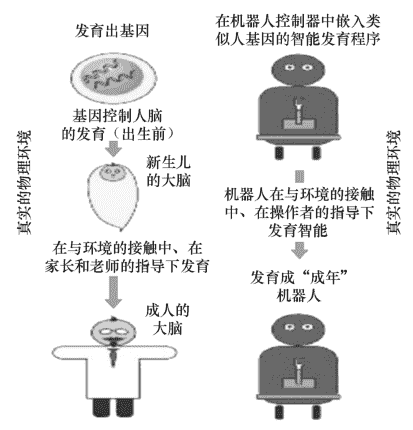 发育出基因
基因控制人脑
的发育（出生前）
新生儿
的大脑
在与环境的接触中、在
家长和老师的指导下发育
成人的
大脑
真实的物理环境
在机器人控制器中嵌入类
似人基因的智能发育程序
机器人在与环境的接触
中、在操作者的指导下
发育智能
发育成“成年”
机器人
真实的物理环境